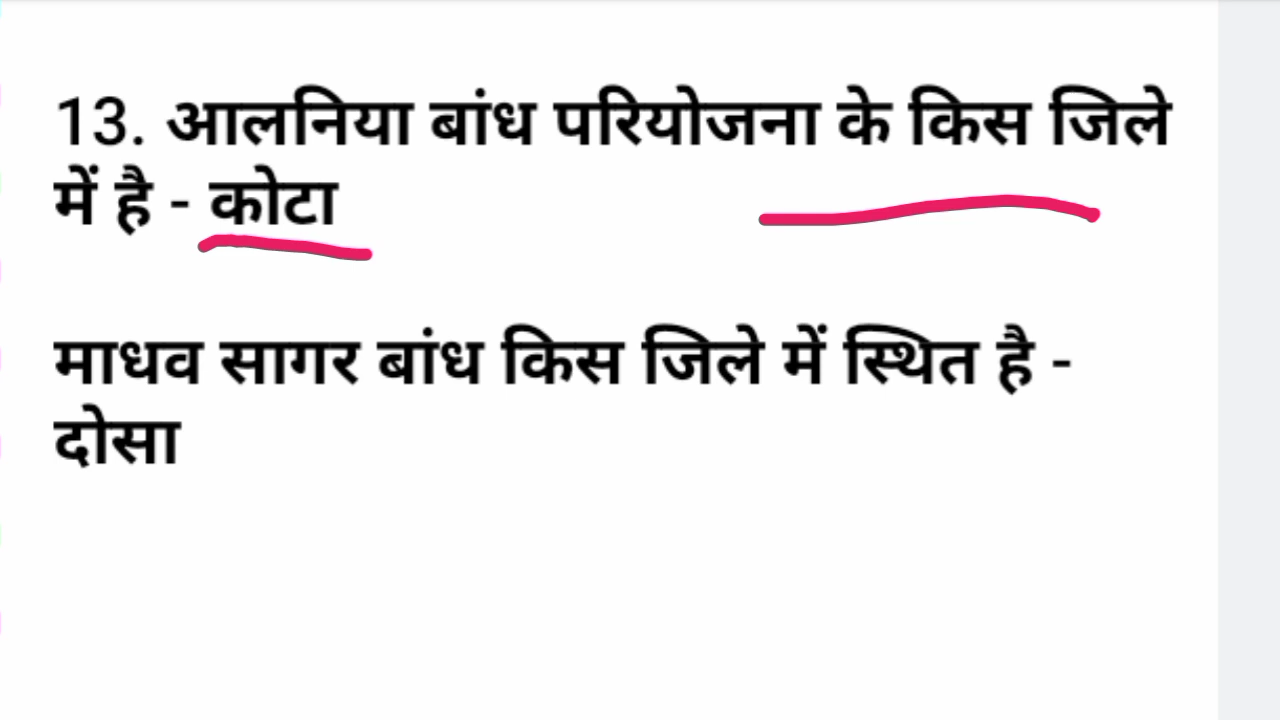 13. आलनिया बांध परियोजना के किस जिले
में है - कोटा
माधव सागर बांध किस जिले में स्थित है -
दोसा